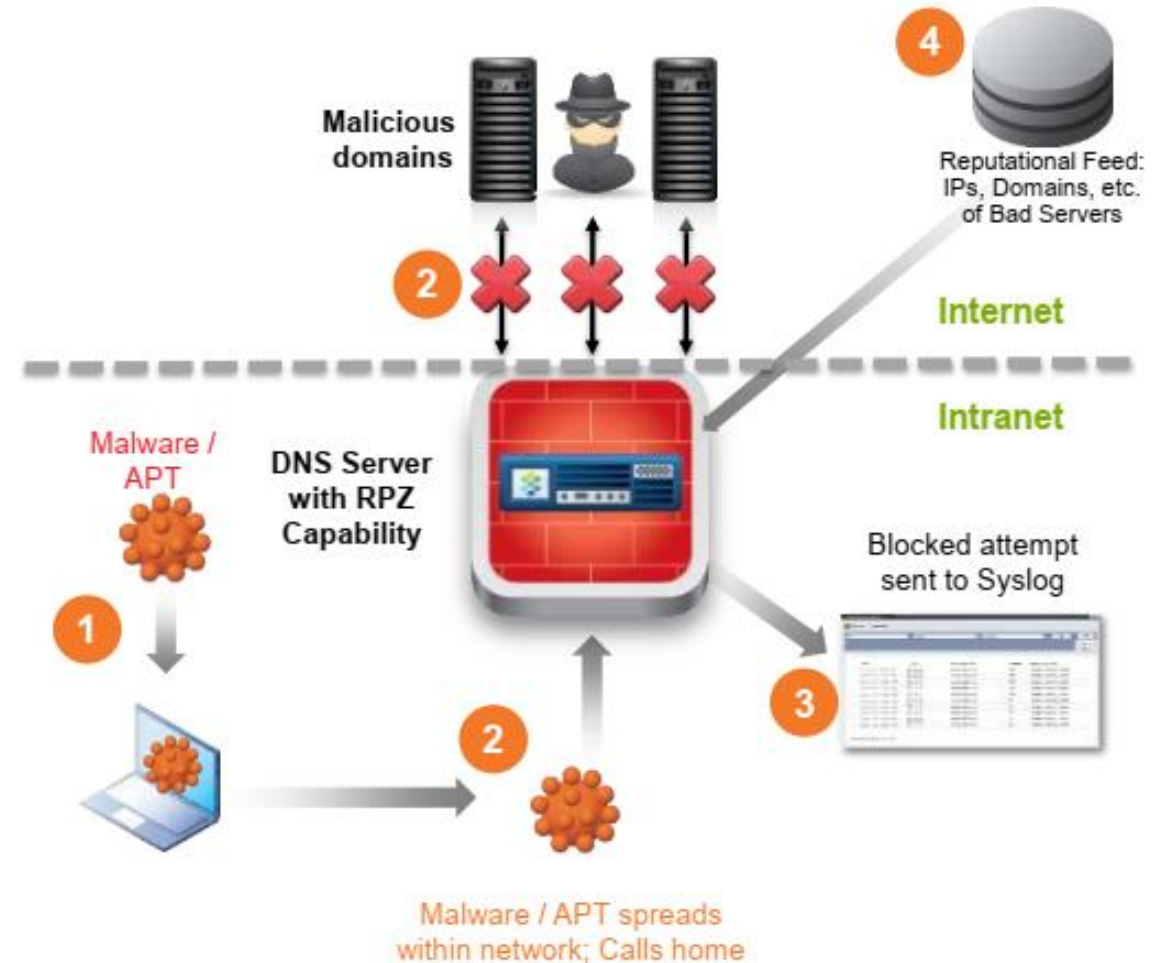 4
Malicious
domains
Reputational Feed:
IPs, Domains, etc.
of Bad Servers
2
Internet
Intranet
Malware /
APT
DNS Server
with RPZ
Capability
Blocked attempt
sent to Syslog
1
2
3
Malware / APT spreads
within network; Calls home